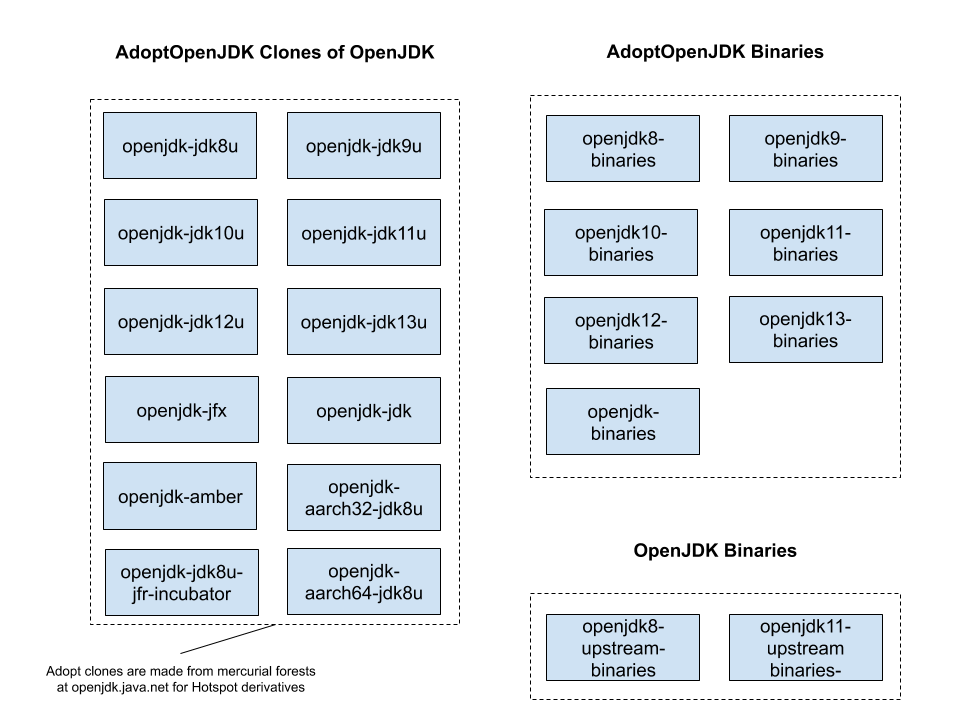 AdoptOpenJDK Clones of OpenJDK
openjdk-jdk8u
openjdk-jdk9u
openjdk-jdk10u
openjdk-jdk11u
openjdk-jdk12u
openjdk-jdk13u
openjdk-jfx
openjdk-jdk
openjdk-amber
openjdk-
aarch32-jdk8u
openjdk-jdk8u-
jfr-incubator
openjdk-
aarch64-jdk8u
Adopt clones are made from mercurial forests
at openjdk.java.net for Hotspot derivatives
AdoptOpenJDK Binaries
openjdk8-
binaries
openjdk9-
binaries
openjdk10-
binaries
openjdk11-
binaries
openjdk12-
binaries
openjdk13-
binaries
openjdk-
binaries
OpenJDK Binaries
openjdk8-
upstream-
binaries
openjdk11-
upstream
binaries-